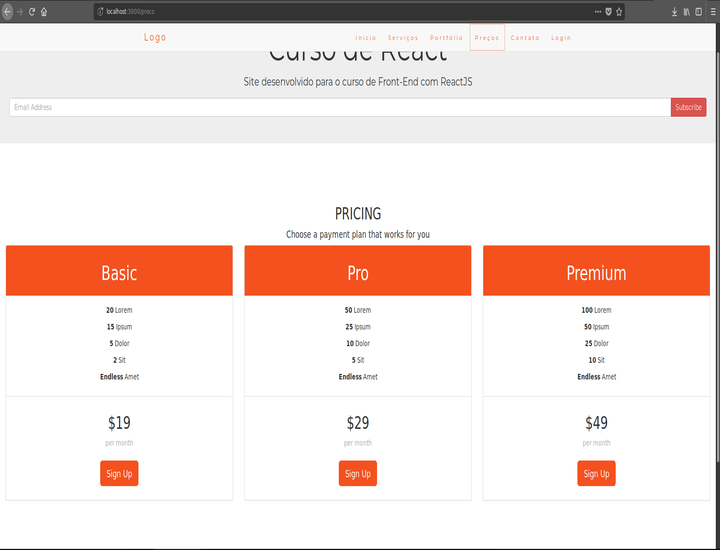 localhost:3000/preco
Logo
Início Serviços Portfólio Preços Contato Login
Curso de React
Site desenvolvido para o curso de Front-End com ReactJS
Email Address
Subscribe
PRICING
Choose a payment plan that works for you
Basic
20 Lorem
15 Ipsum
5 Dolor
2 Sit
Endless Amet
$19
per month
Sign Up
Pro
50 Lorem
25 Ipsum
10 Dolor
5 Sit
Endless Amet
$29
per month
Sign Up
Premium
100 Lorem
50 Ipsum
25 Dolor
10 Sit
Endless Amet
$49
per month
Sign Up